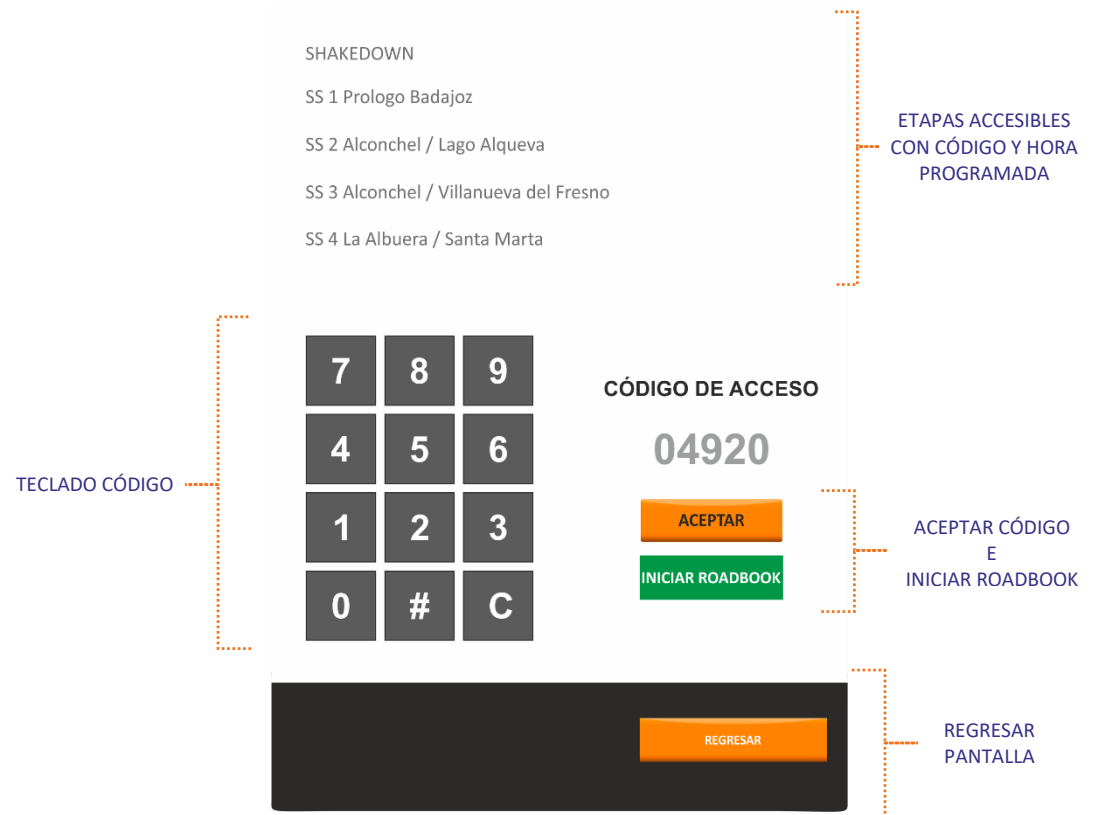 SHAKEDOWN
SS 1 Prologo Badajoz
SS 2 Alconchel / Lago Alqueva
SS 3 Alconchel / Villanueva del Fresno
SS 4 La Albuera / Santa Marta
ETAPAS ACCESIBLES
CON CÓDIGO Y HORA
PROGRAMADA
TECLADO CÓDIGO
7 8 9
4 5 6
1 2 3
0 # C
CÓDIGO DE ACCESO
04920
ACEPTAR
INICIAR ROADBOOK
ACEPTAR CÓDIGO
E
INICIAR ROADBOOK
REGRESAR
REGRESAR
PANTALLA